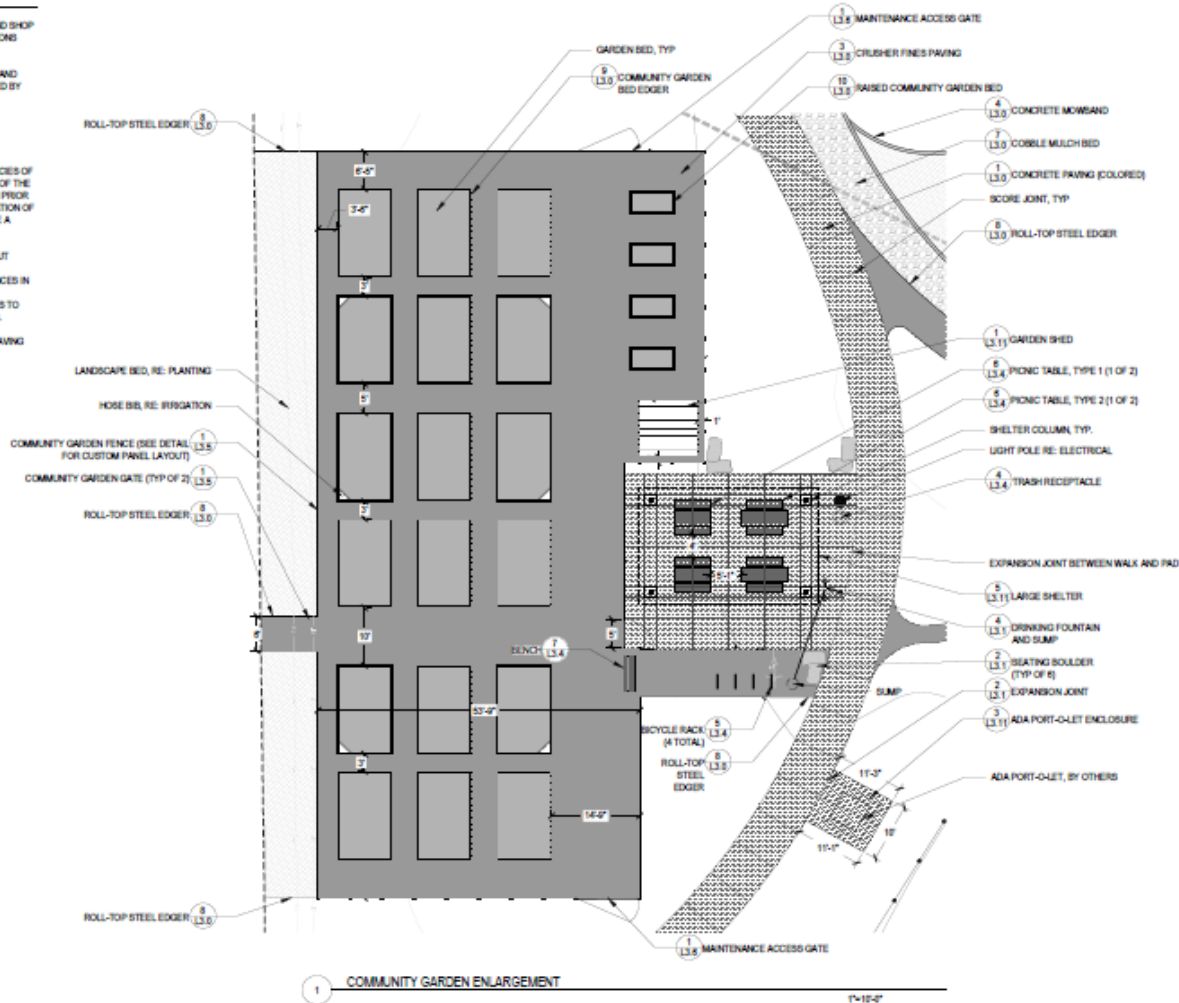 D SHOP
ONS
AND
D BY
CIES OF
OF THE
PRIOR
TION OF
E A
UT
CES IN
S TO
AVING
1
L3.6
MAINTENANCE ACCESS GATE
GARDEN BED, TYP
3
L3.0
CRUSHER FINES PAVING
9
L3.0
COMMUNITY GARDEN
BED EDGER
10
L3.0
RAISED COMMUNITY GARDEN BED
4
L3.0
CONCRETE MOWBAND
8
L3.0
ROLL-TOP STEEL EDGER
7
L3.0
COBBLE MULCH BED
6'-8"
1
L3.0
CONCRETE PAVING (COLORED)
SCORE JOINT, TYP
3'-6"
8
L3.0
ROLL-TOP STEEL EDGER
3'
1
L3.11
GARDEN SHED
LANDSCAPE BED, RE: PLANTING
6
L3.4
PICNIC TABLE, TYPE 1 (1 OF 2)
5'
HOSE BIB, RE: IRRIGATION
6
L3.4
PICNIC TABLE, TYPE 2 (1 OF 2)
1'
SHELTER COLUMN, TYP.
COMMUNITY GARDEN FENCE (SEE DETAIL
FOR CUSTOM PANEL LAYOUT)
1
L3.5
LIGHT POLE RE: ELECTRICAL
COMMUNITY GARDEN GATE (TYP OF 2)
1
L3.5
4
L3.4
TRASH RECEPTACLE
ROLL-TOP STEEL EDGER
8
L3.0
3'
EXPANSION JOINT BETWEEN WALK AND PAD
5'-1"
5
L3.11
LARGE SHELTER
4
L3.1
DRINKING FOUNTAIN
AND SUMP
6'
10'
5'
BENCH
7
L3.4
2
L3.1
SEATING BOULDER
(TYP OF 6)
SUMP
2
L3.1
EXPANSION JOINT
53'-9"
3
L3.11
ADA PORT-O-LET ENCLOSURE
BICYCLE RACK
(4 TOTAL)
5
L3.4
3'
ROLL-TOP
STEEL
EDGER
8
L3.0
11'-3"
ADA PORT-O-LET, BY OTHERS
14'-9"
10'
11'-1"
ROLL-TOP STEEL EDGER
8
L3.0
1
L3.6
MAINTENANCE ACCESS GATE
1
COMMUNITY GARDEN ENLARGEMENT
1"=10'-0"